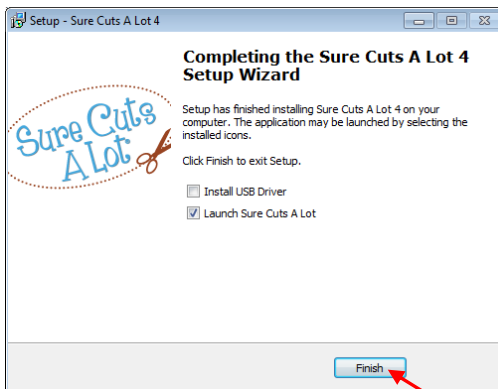 Setup - Sure Cuts A Lot 4
Completing the Sure Cuts A Lot 4
Setup Wizard
Sure Cuts
A Lot
Setup has finished installing Sure Cuts A Lot 4 on your
computer. The application may be launched by selecting the
installed icons.
Click Finish to exit Setup.
Install USB Driver
Launch Sure Cuts A Lot
Finish